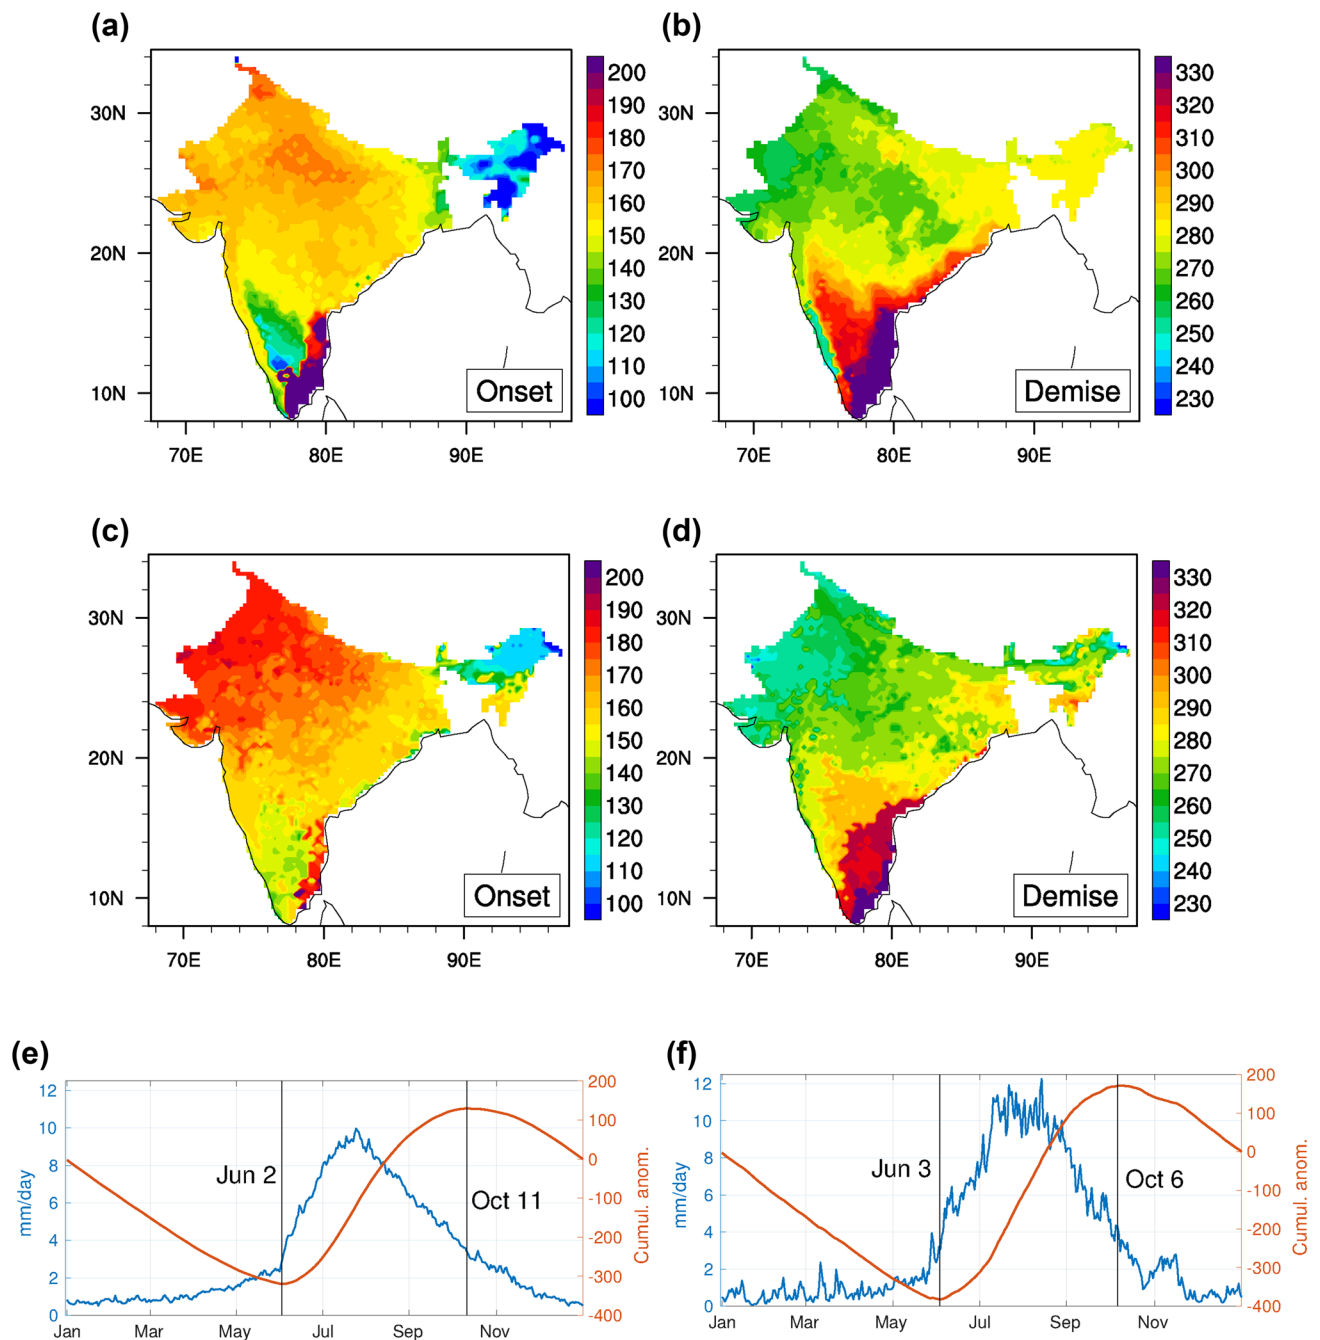 (a)
(b)
30N
20N
10N
70E 80E 90E
Onset
200
190
180
170
160
150
140
130
120
110
100
30N
20N
10N
70E 80E 90E
Demise
330
320
310
300
290
280
270
260
250
240
230
(c)
(d)
30N
20N
10N
70E 80E 90E
Onset
200
190
180
170
160
150
140
130
120
110
100
30N
20N
10N
70E 80E 90E
Demise
330
320
310
300
290
280
270
260
250
240
230
(e)
(f)
mm/day
12
10
8
6
4
2
0
Jun 2
Oct 11
200
100
0
-100
-200
-300
-400
Cumul. anom.
Jan Mar May Jul Sep Nov
mm/day
12
10
8
6
4
2
0
Jun 3
Oct 6
200
100
0
-100
-200
-300
-400
Cumul. anom.
Jan Mar May Jul Sep Nov